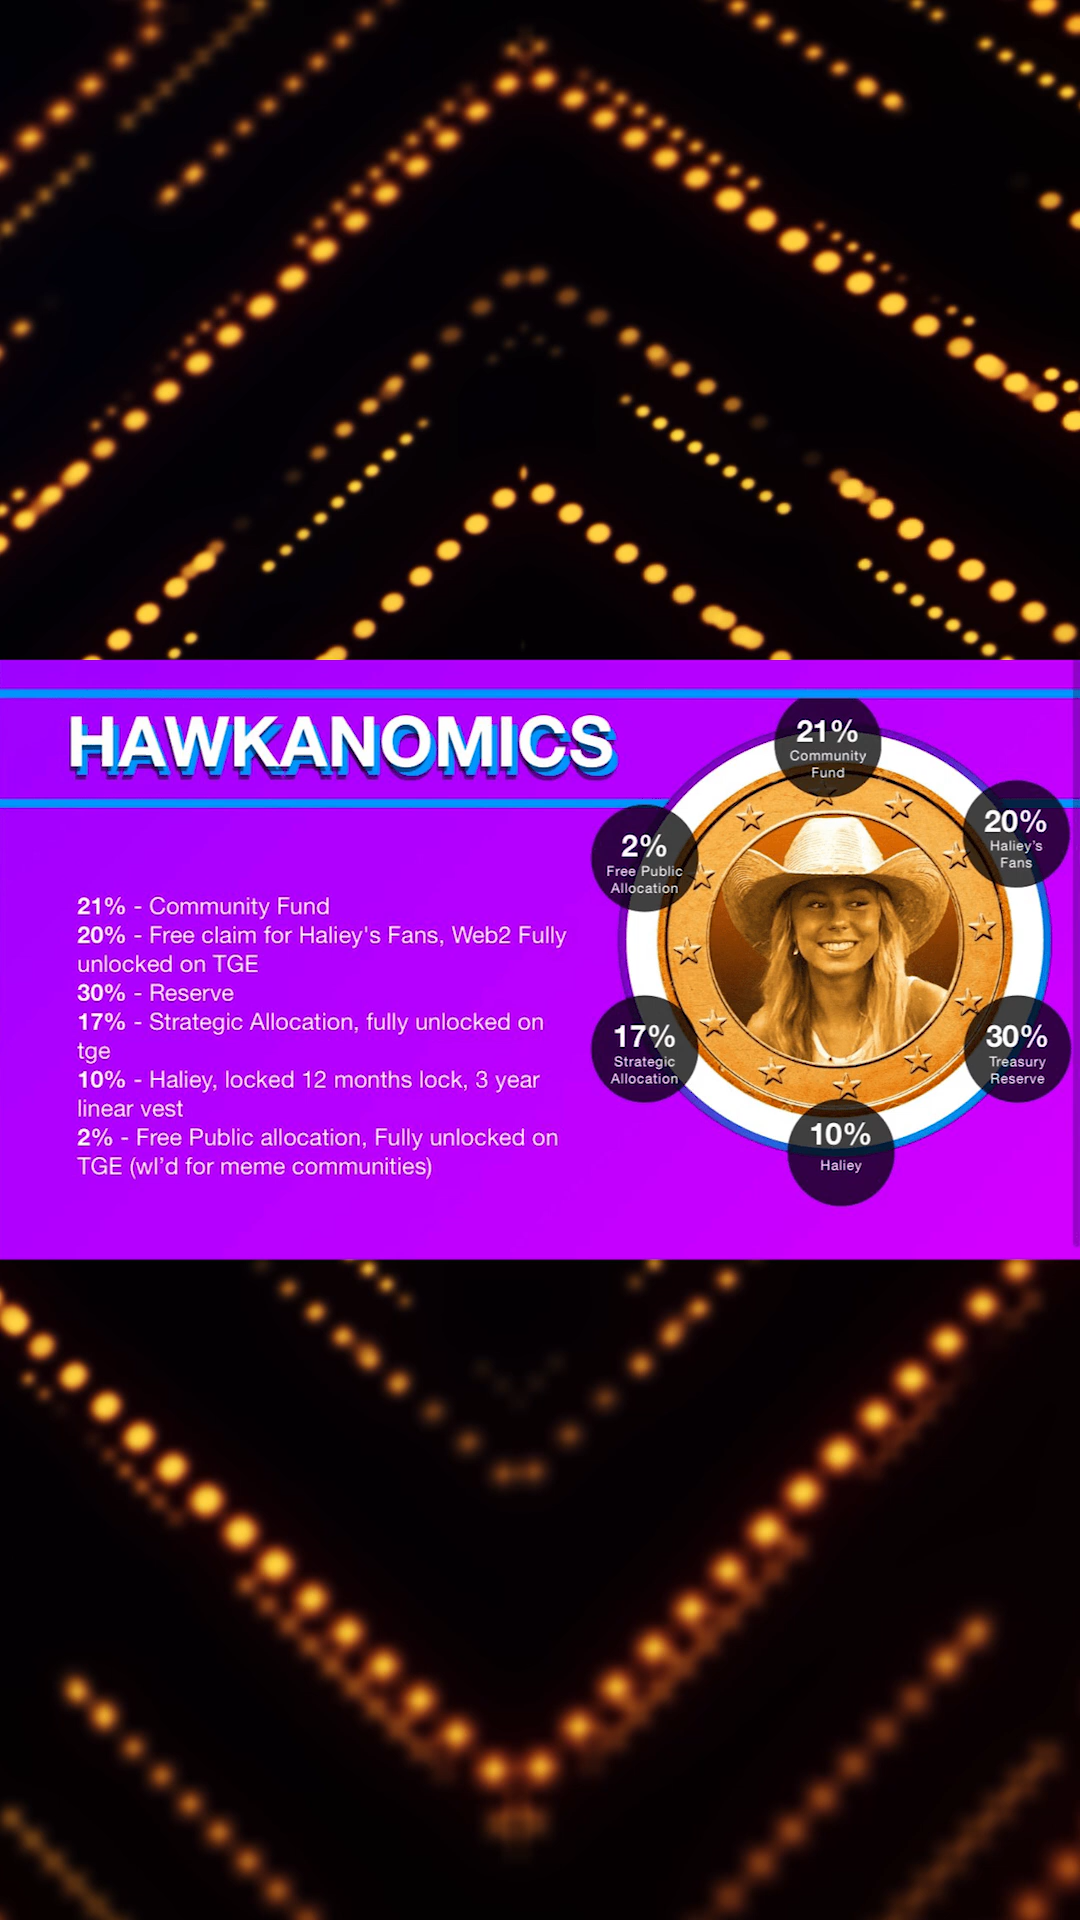 HAWKANOMICS
21% - Community Fund
20% - Free claim for Haliey's Fans, Web2 Fully
unlocked on TGE
30% - Reserve
17% - Strategic Allocation, fully unlocked on
tge
10% - Haliey, locked 12 months lock, 3 year
linear vest
2% - Free Public allocation, Fully unlocked on
TGE (wl'd for meme communities)
21%
Community
Fund
20%
Haliey's
Fans
30%
Treasury
Reserve
10%
Haliey
17%
Strategic
Allocation
2%
Free Public
Allocation